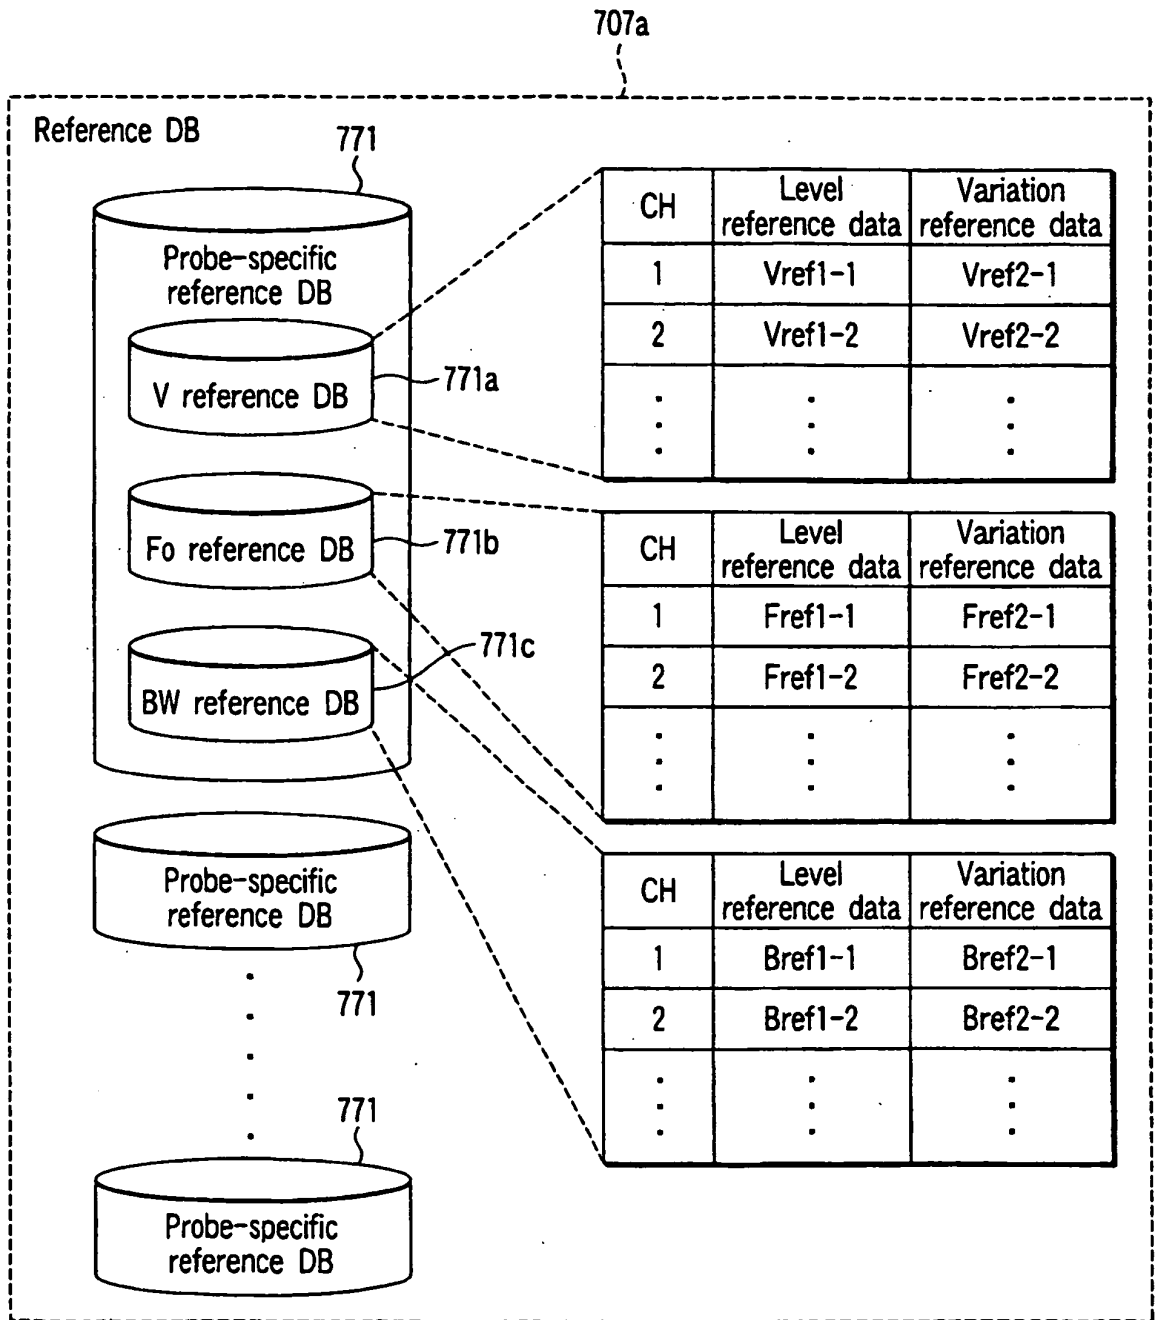 707a
Reference DB
771
Probe-specific
reference DB
V reference DB
771a
Fo reference DB
771b
BW reference DB
771c
Probe-specific
reference DB
771
771
Probe-specific
reference DB
CH Level reference data Variation reference data
1 Vref1-1 Vref2-1
2 Vref1-2 Vref2-2
CH Level reference data Variation reference data
1 Fref1-1 Fref2-1
2 Fref1-2 Fref2-2
CH Level reference data Variation reference data
1 Bref1-1 Bref2-1
2 Bref1-2 Bref2-2